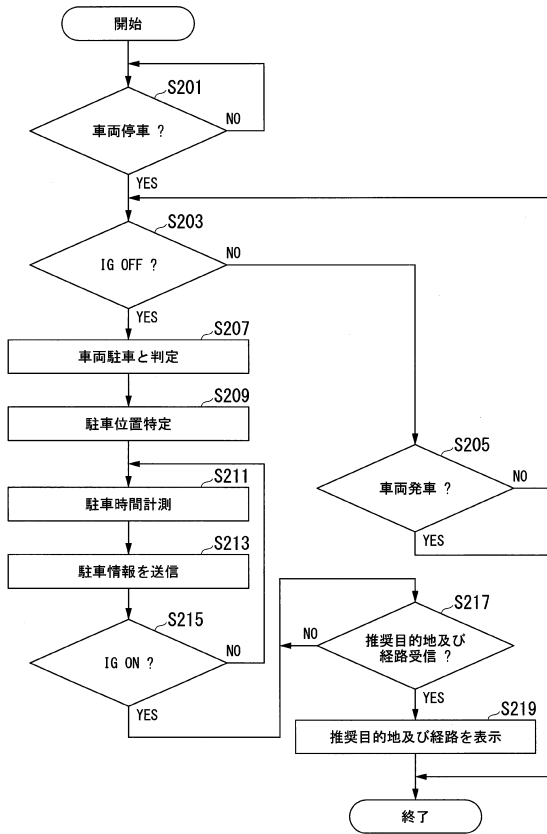 開始
S201
車両停車 ?
NO
YES
S203
IG OFF ?
NO
YES
S207
車両駐車と判定
S209
駐車位置特定
S205
車両発車 ?
NO
YES
S211
駐車時間計測
S213
駐車情報を送信
S215
IG ON ?
NO
YES
S217
推奨目的地及び
経路受信 ?
NO
YES
S219
推奨目的地及び経路を表示
終了